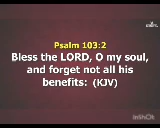 Psalm 103:2
Bless the LORD, O my soul,
and forget not all his
benefits: (KJV)